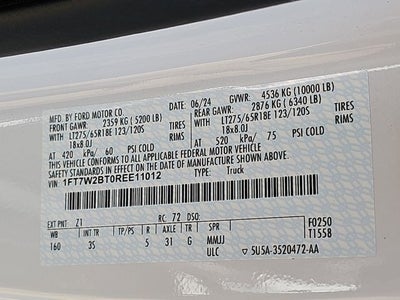 MFD. BY FORD MOTOR CO.
DATE: 06/24 GVWR: 4536 KG (10000 LB)
FRONT GAWR: 2359 KG (5200 LB) REAR GAWR: 2876 KG (6340 LB)
WITH LT275/65R18E 123/120S WITH LT275/65R18E 123/120S
TIRES TIRES
18x8.0J RIMS 18x8.0J RIMS
AT 420 kPa/ 60 PSI COLD AT 520 kPa/ 75 PSI COLD
THIS VEHICLE CONFORMS TO ALL APPLICABLE FEDERAL MOTOR VEHICLE
SAFETY STANDARDS IN EFFECT ON THE DATE OF MANUFACTURE SHOWN ABOVE.
VIN: 1FT7W2BT0REE11012 TYPE: Truck
EXT PNT: Z1 RC: 72 DSO: F0250
WB INT TR TP/PS R AXLE TR S T1558
160 3S 5 31 G MMJJ
ULC 5U5A-3520472-AA